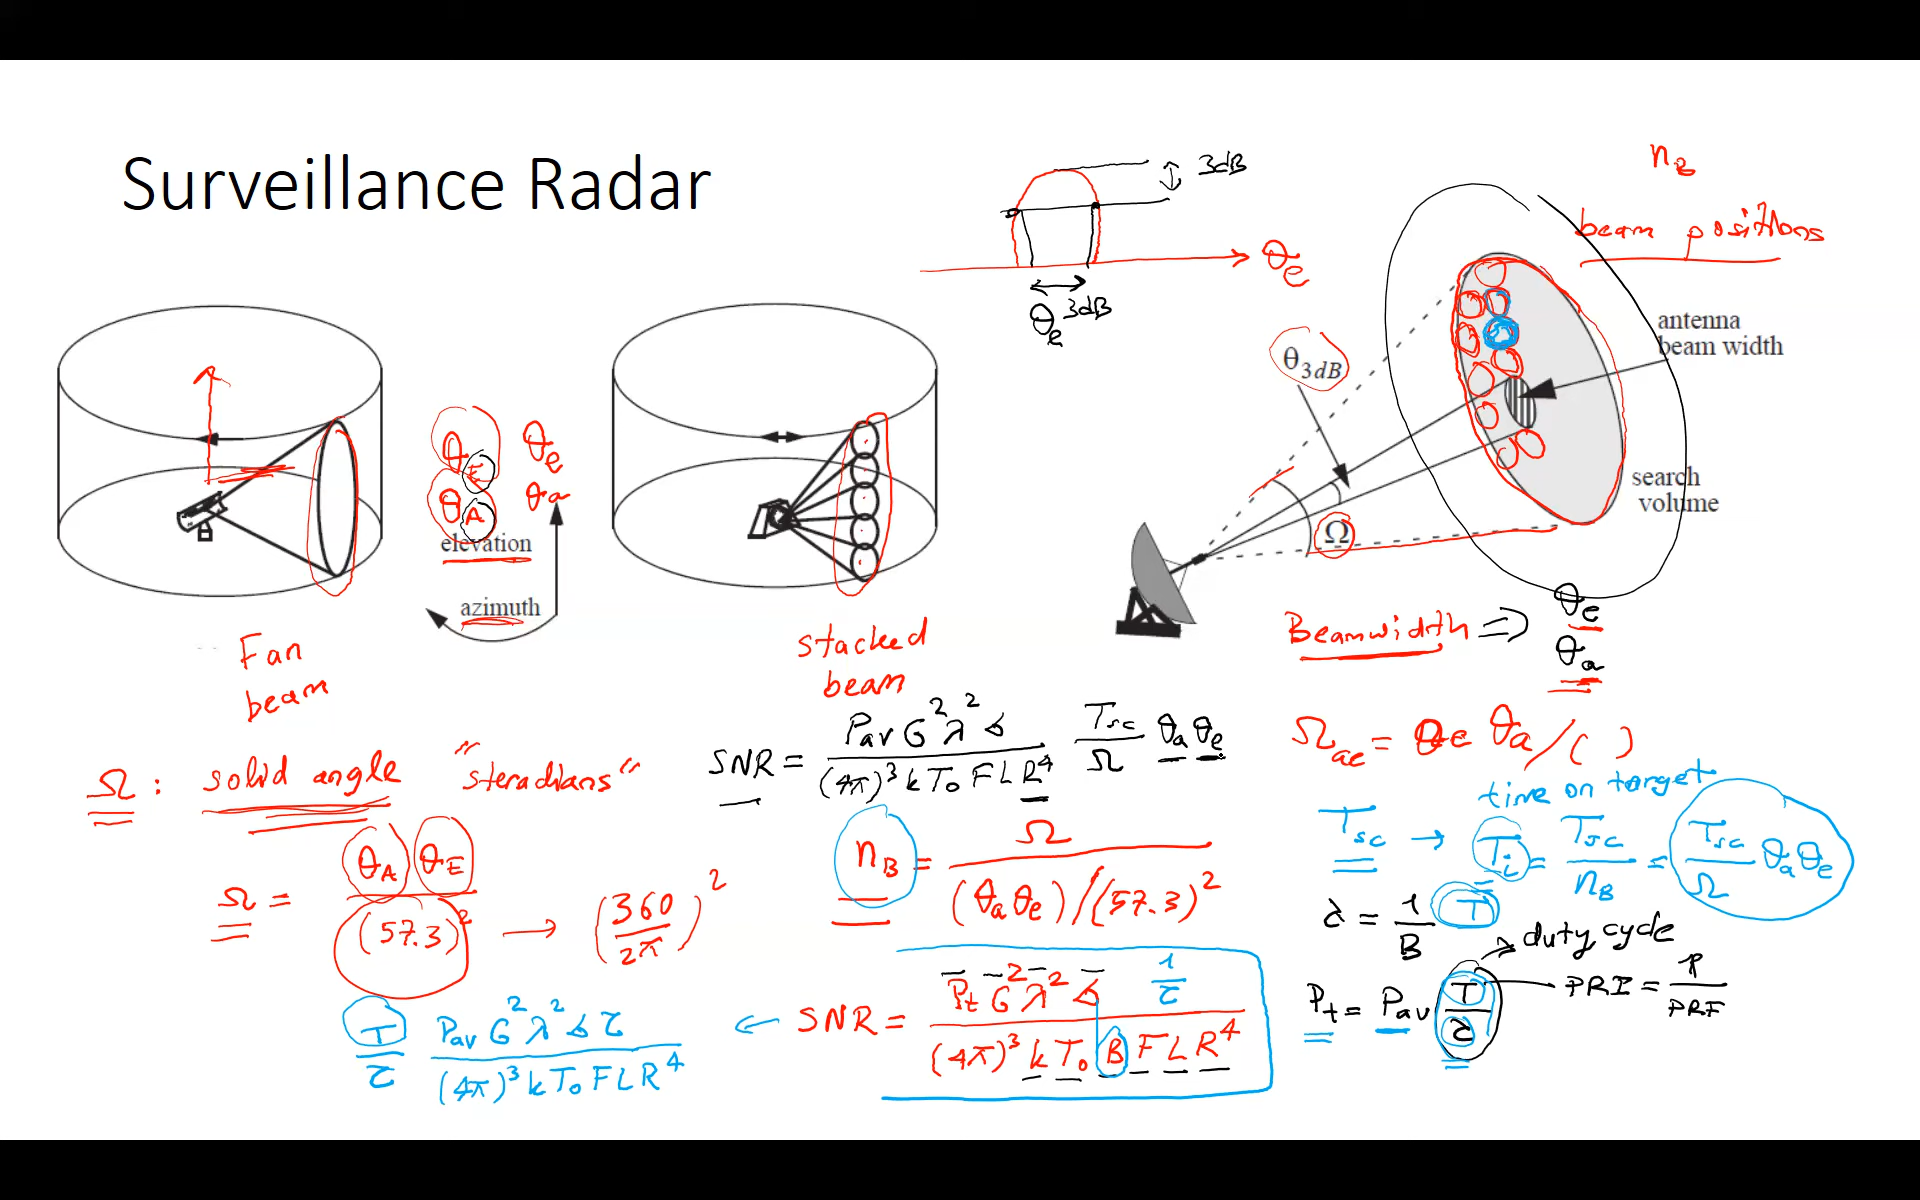 Surveillance Radar
3dB
θe
θe 3dB
nB
beam positions
antenna
beam width
θ3dB
search
volume
Ω
θE θe
θA θa
elevation
azimuth
Fan
beam
stacked
beam
Beamwidth ⇒ θe
θa
Ω : solid angle "steradians"
Ω = θA θE / (57.3)² → (360/2π)²
SNR = Pav G² λ² σ / (4π)³ k To F L R⁴ Tsc/Ω θa θe
Ωae = θe θa / ( )
time on target
nB = Ω / (θa θe)/(57.3)²
Tsc → Ti = Tsc/nB = Tsc/Ω θa θe
τ = 1/B T
duty cycle
Pt = Pav T/τ → PRI = 1/PRF
T/τ Pav G² λ² σ τ / (4π)³ k To F L R⁴ ← SNR = Pt G² λ² σ / (4π)³ k To B F L R⁴
1/τ